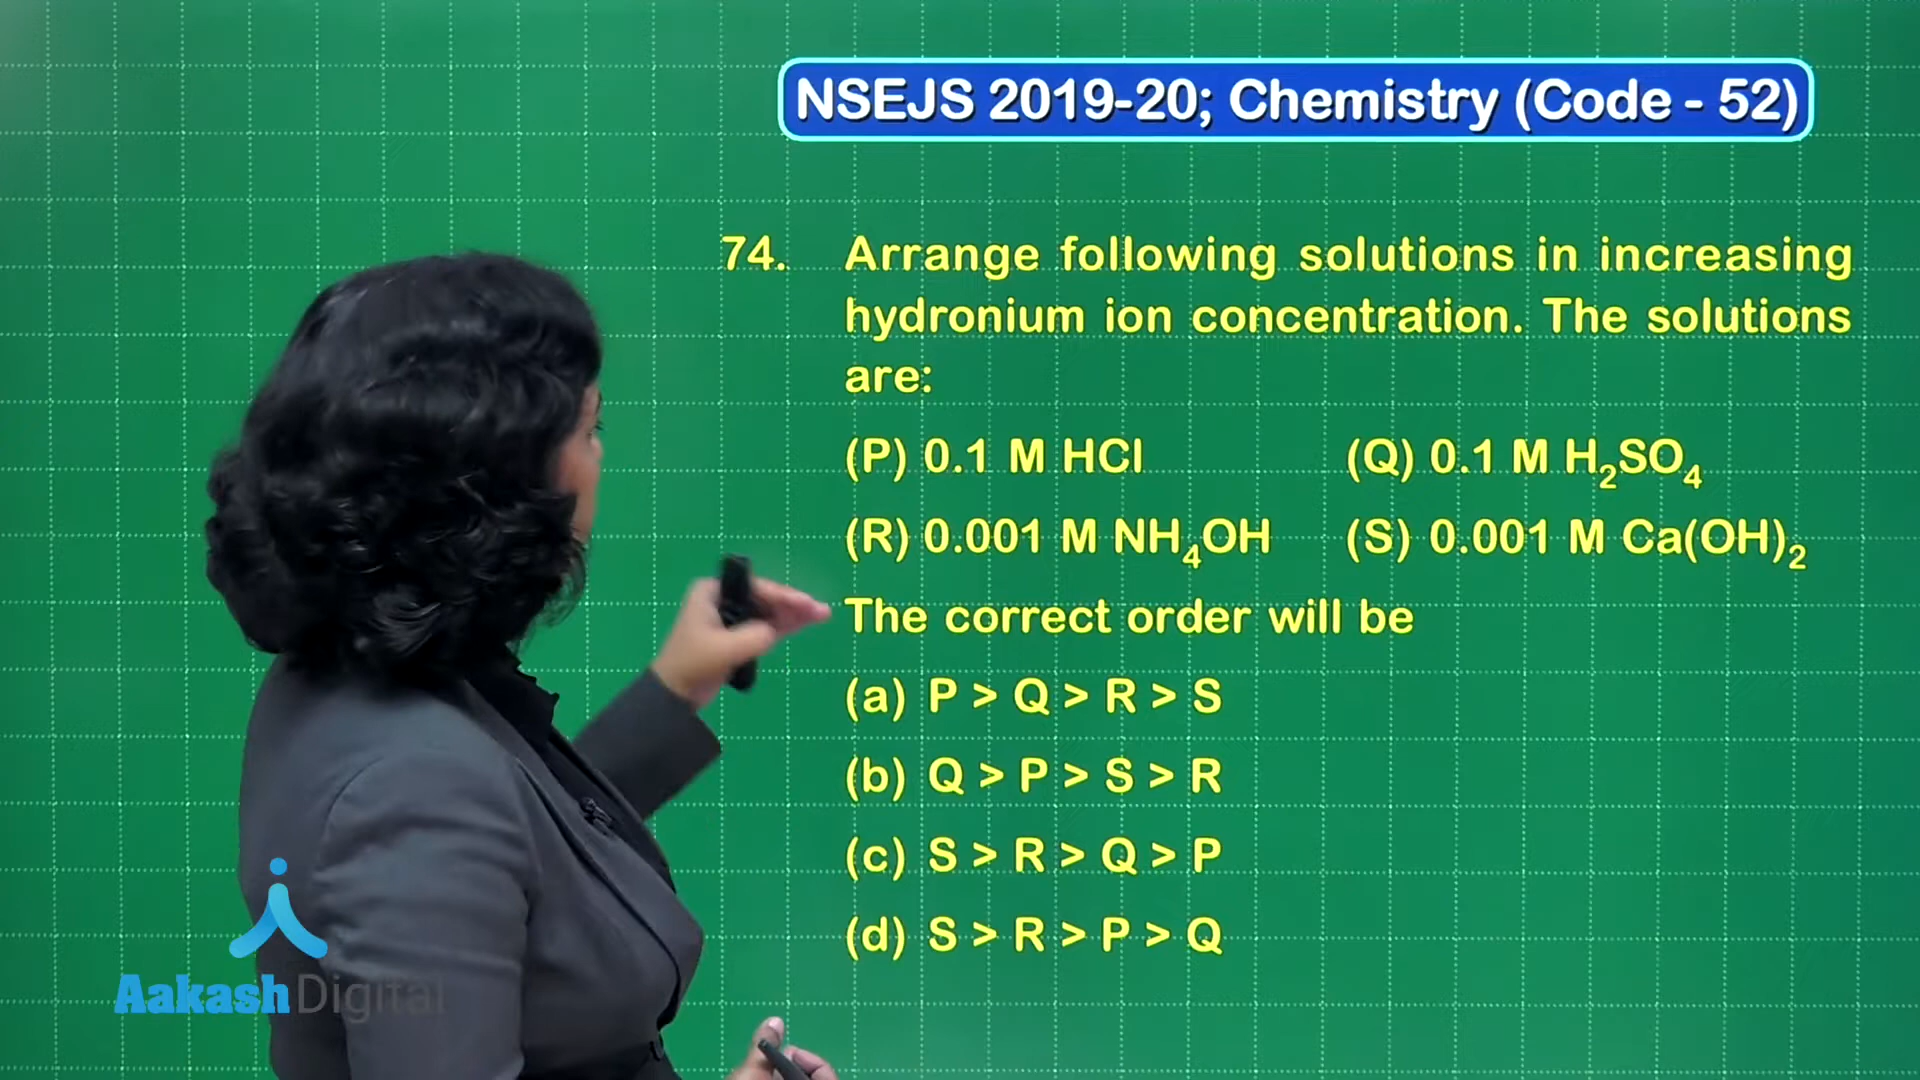 NSEJS 2019-20; Chemistry (Code - 52)
74. Arrange following solutions in increasing
hydronium ion concentration. The solutions
are:
(P) 0.1 M HCl (Q) 0.1 M H₂SO₄
(R) 0.001 M NH₄OH (S) 0.001 M Ca(OH)₂
The correct order will be
(a) P > Q > R > S
(b) Q > P > S > R
(c) S > R > Q > P
(d) S > R > P > Q
Aakash Digital